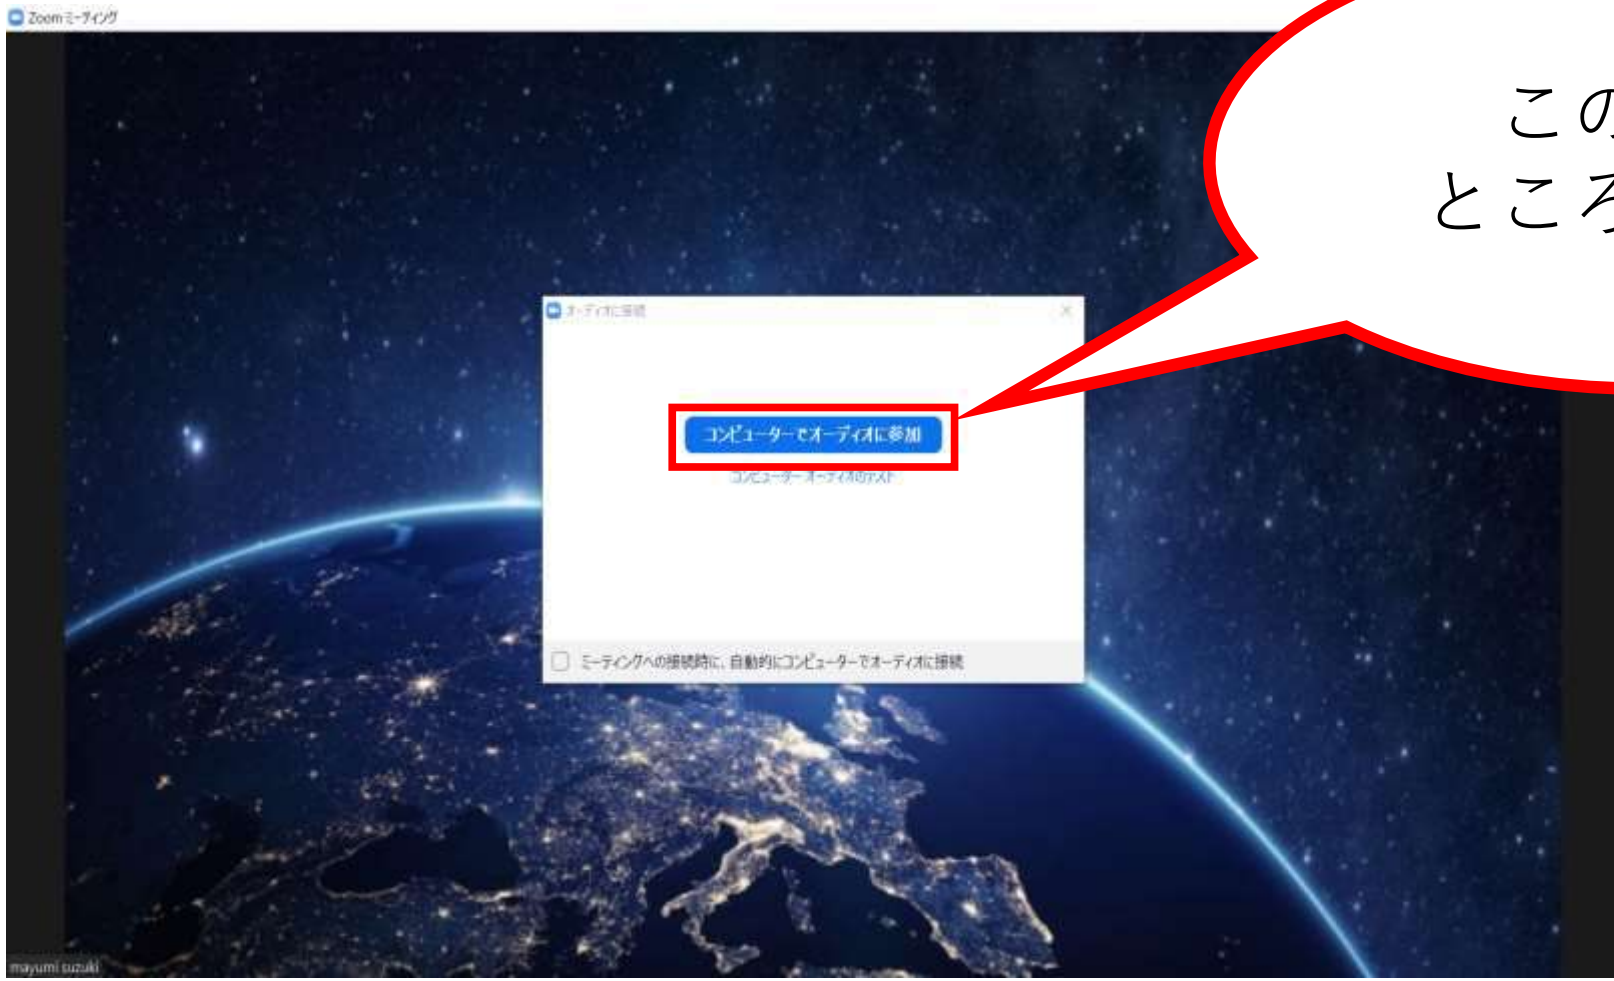 Zoom ミーティング
この
ところ
オーディオに接続
コンピューターでオーディオに参加
コンピューター オーディオのテスト
ミーティングへの接続時に、自動的にコンピューターでオーディオに接続
mayumi suzuki